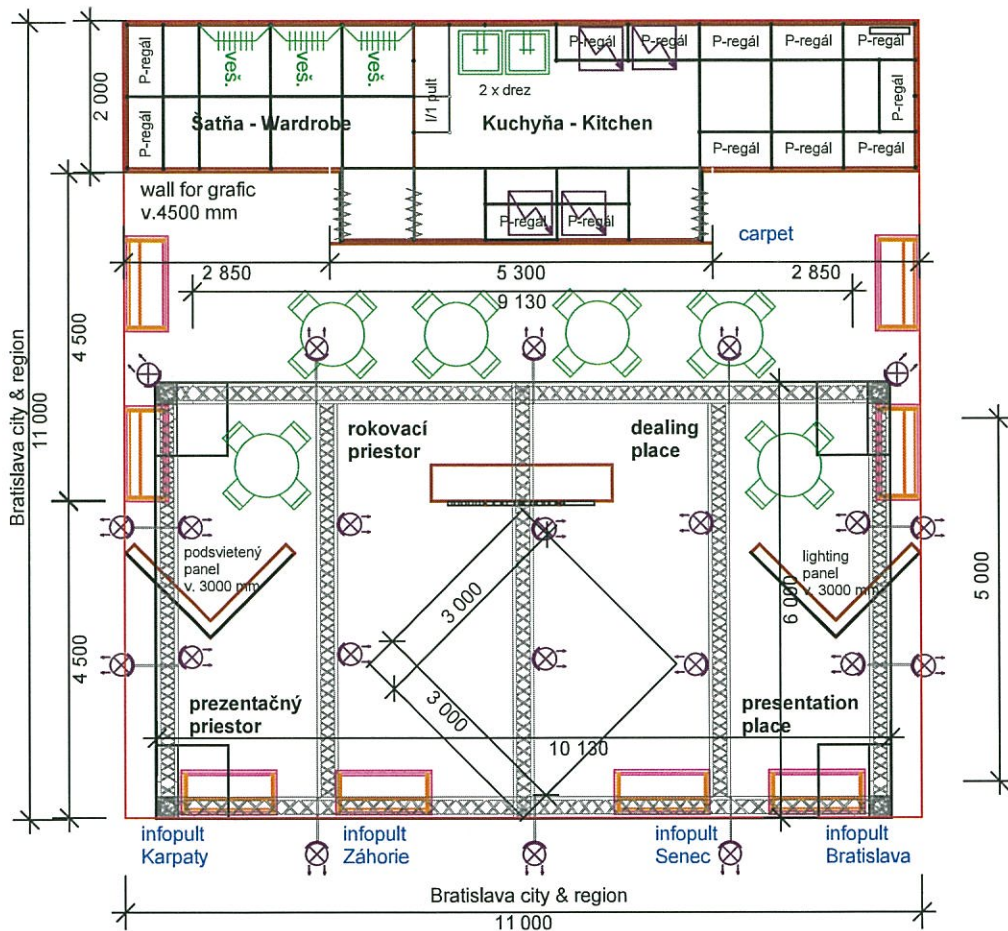 P-regál
veš.
veš.
veš.
P-regál
P-regál
P-regál
P-regál
P-regál
2 x drez
I/1 pult
P-regál
P-regál
Šatňa - Wardrobe
Kuchyňa - Kitchen
P-regál
P-regál
P-regál
2 000
wall for grafic
v.4500 mm
P-regál
P-regál
carpet
2 850
5 300
2 850
9 130
4 500
Bratislava city & region
11 000
rokovací
priestor
dealing
place
podsvietený
panel
v. 3000 mm
lighting
panel
v. 3000 mm
6 000
5 000
3 000
3 000
4 500
prezentačný
priestor
presentation
place
10 130
infopult
Karpaty
infopult
Záhorie
infopult
Senec
infopult
Bratislava
Bratislava city & region
11 000